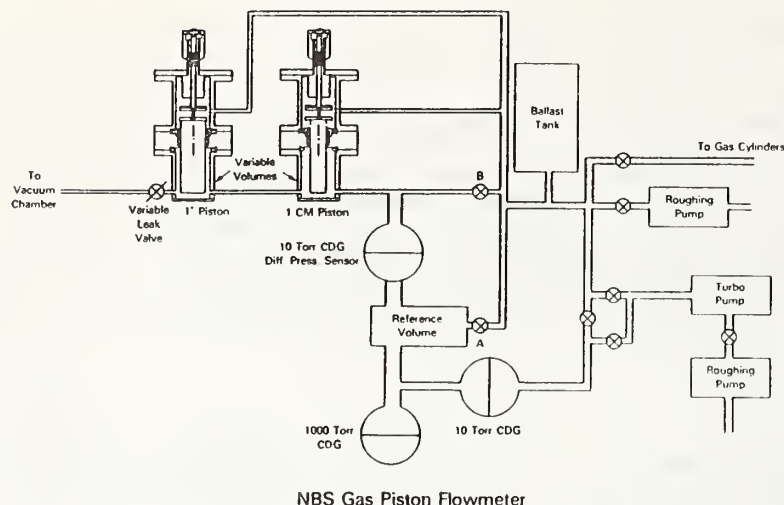 Ballast
Tank
To Gas Cylinders
Variable
Volumes
B
To
Vacuum
Chamber
Variable
Leak
Valve
1" Piston
1 CM Piston
Roughing
Pump
10 Torr CDG
Diff Press Sensor
Turbo
Pump
Reference
Volume
A
Roughing
Pump
1000 Torr
CDG
10 Torr CDG
NBS Gas Piston Flowmeter